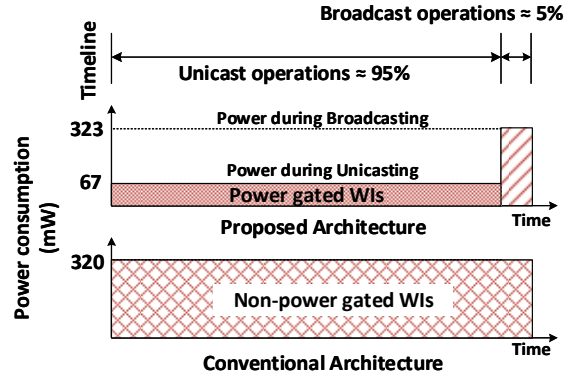 Broadcast operations ≈ 5%
Timeline
Unicast operations ≈ 95%
Power consumption
(mW)
323
Power during Broadcasting
67
Power during Unicasting
Power gated WIs
Time
Proposed Architecture
320
Non-power gated WIs
Time
Conventional Architecture